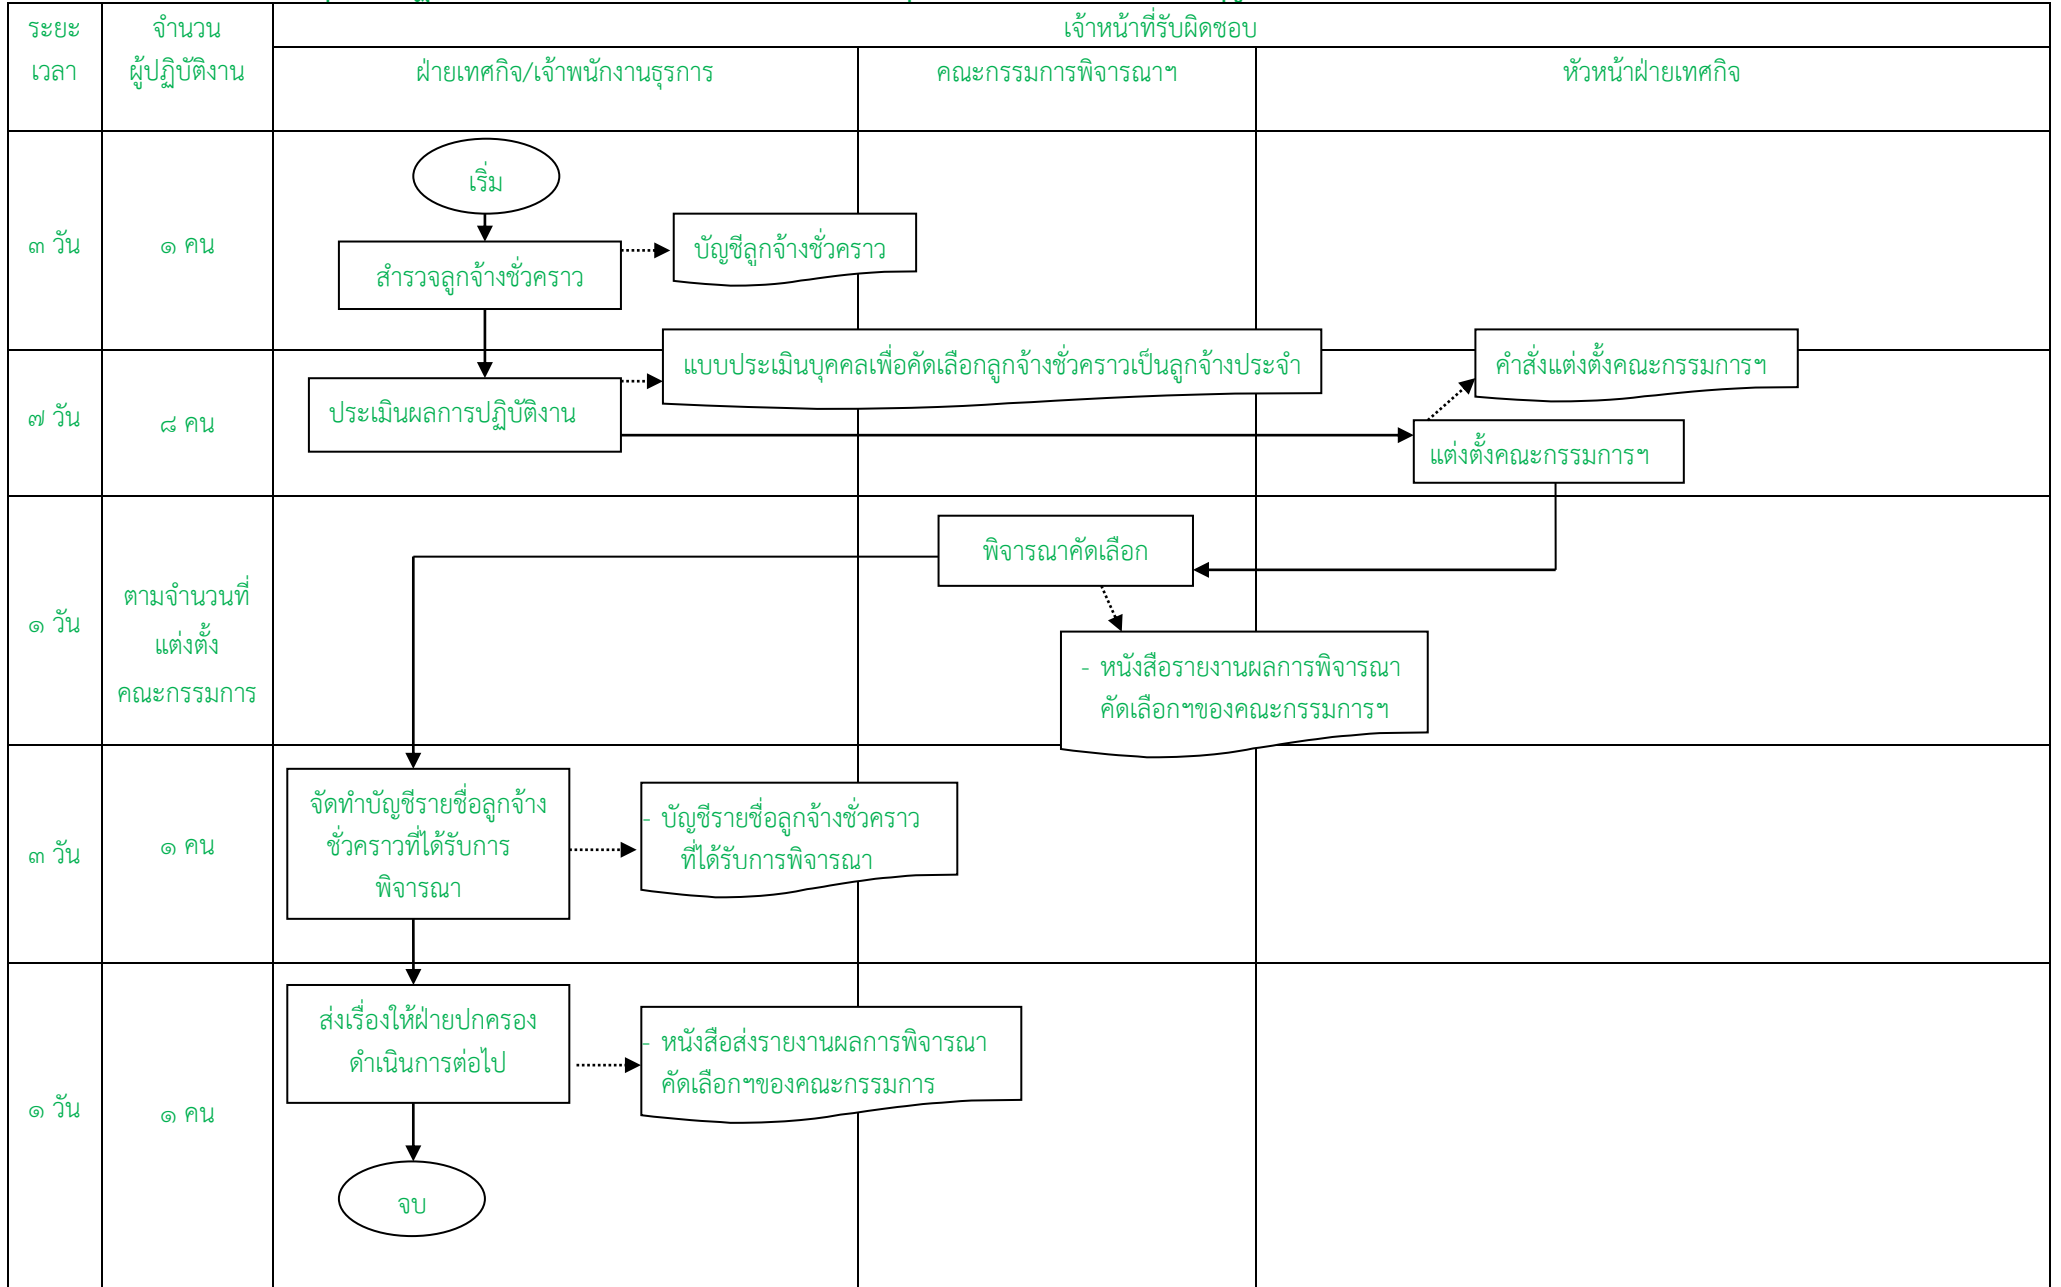 ระยะ
เวลา
จำนวน
ผู้ปฏิบัติงาน
เจ้าหน้าที่รับผิดชอบ
ฝ่ายเทศกิจ/เจ้าพนักงานธุรการ
คณะกรรมการพิจารณาฯ
หัวหน้าฝ่ายเทศกิจ
๓ วัน
๑ คน
เริ่ม
สำรวจลูกจ้างชั่วคราว
บัญชีลูกจ้างชั่วคราว
๗ วัน
๘ คน
ประเมินผลการปฏิบัติงาน
แบบประเมินบุคคลเพื่อคัดเลือกลูกจ้างชั่วคราวเป็นลูกจ้างประจำ
คำสั่งแต่งตั้งคณะกรรมการฯ
แต่งตั้งคณะกรรมการฯ
๑ วัน
ตามจำนวนที่
แต่งตั้ง
คณะกรรมการ
พิจารณาคัดเลือก
- หนังสือรายงานผลการพิจารณา
คัดเลือกฯของคณะกรรมการฯ
๓ วัน
๑ คน
จัดทำบัญชีรายชื่อลูกจ้าง
ชั่วคราวที่ได้รับการ
พิจารณา
- บัญชีรายชื่อลูกจ้างชั่วคราว
ที่ได้รับการพิจารณา
๑ วัน
๑ คน
ส่งเรื่องให้ฝ่ายปกครอง
ดำเนินการต่อไป
- หนังสือส่งรายงานผลการพิจารณา
คัดเลือกฯของคณะกรรมการ
จบ